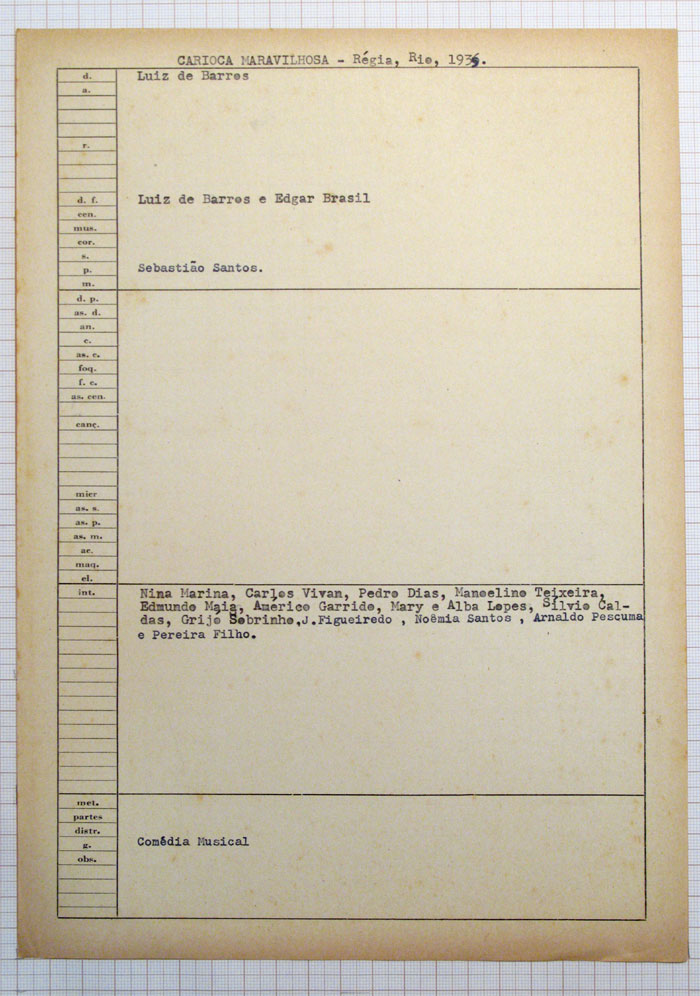 CARIOCA MARAVILHOSA - Régia, Rio, 1936.
d. Luiz de Barros
a.
r.
d. f. Luiz de Barros e Edgar Brasil
cen.
mus.
cor.
s.
p. Sebastião Santos.
m.
d. p.
as. d.
an.
c.
as. c.
foq.
f. c.
as. cen.
canç.
mier
as. s.
as. p.
as. m.
ac.
maq.
el.
int. Nina Marina, Carlos Vivan, Pedro Dias, Manoelino Teixeira,
Edmundo Maia, Americo Garrido, Mary e Alba Lopes, Sílvio Cal-
das, Grijo Sobrinho,J.Figueiredo , Noêmia Santos , Arnaldo Pescuma
e Pereira Filho.
met.
partes
distr.
g. Comédia Musical
obs.